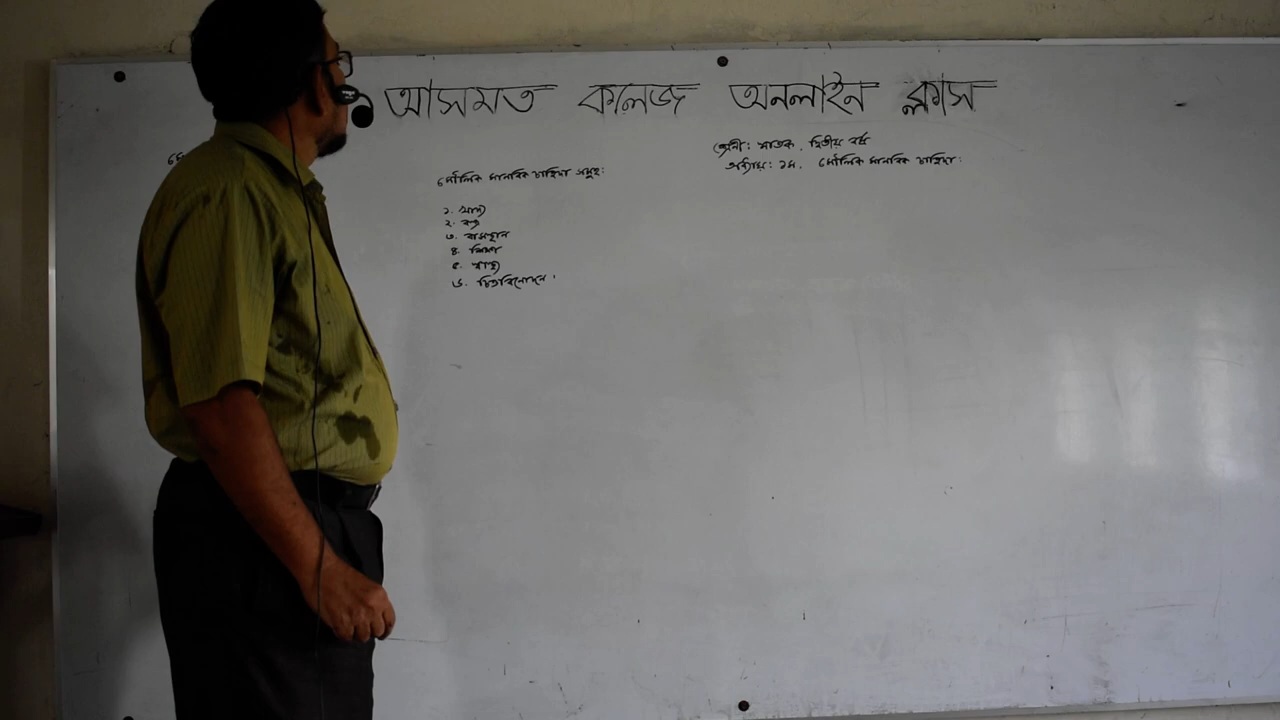 আসমত কলেজ অনলাইন ক্লাস
শ্রেণী: স্নাতক, দ্বিতীয় বর্ষ
অধ্যায়: ১ম, মৌলিক মানবিক চাহিদা:
মৌলিক মানবিক চাহিদা সমূহ:
১. খাদ্য
২. বস্ত্র
৩. বাসস্থান
৪. শিক্ষা
৫. স্বাস্থ্য
৬. চিত্তবিনোদন।